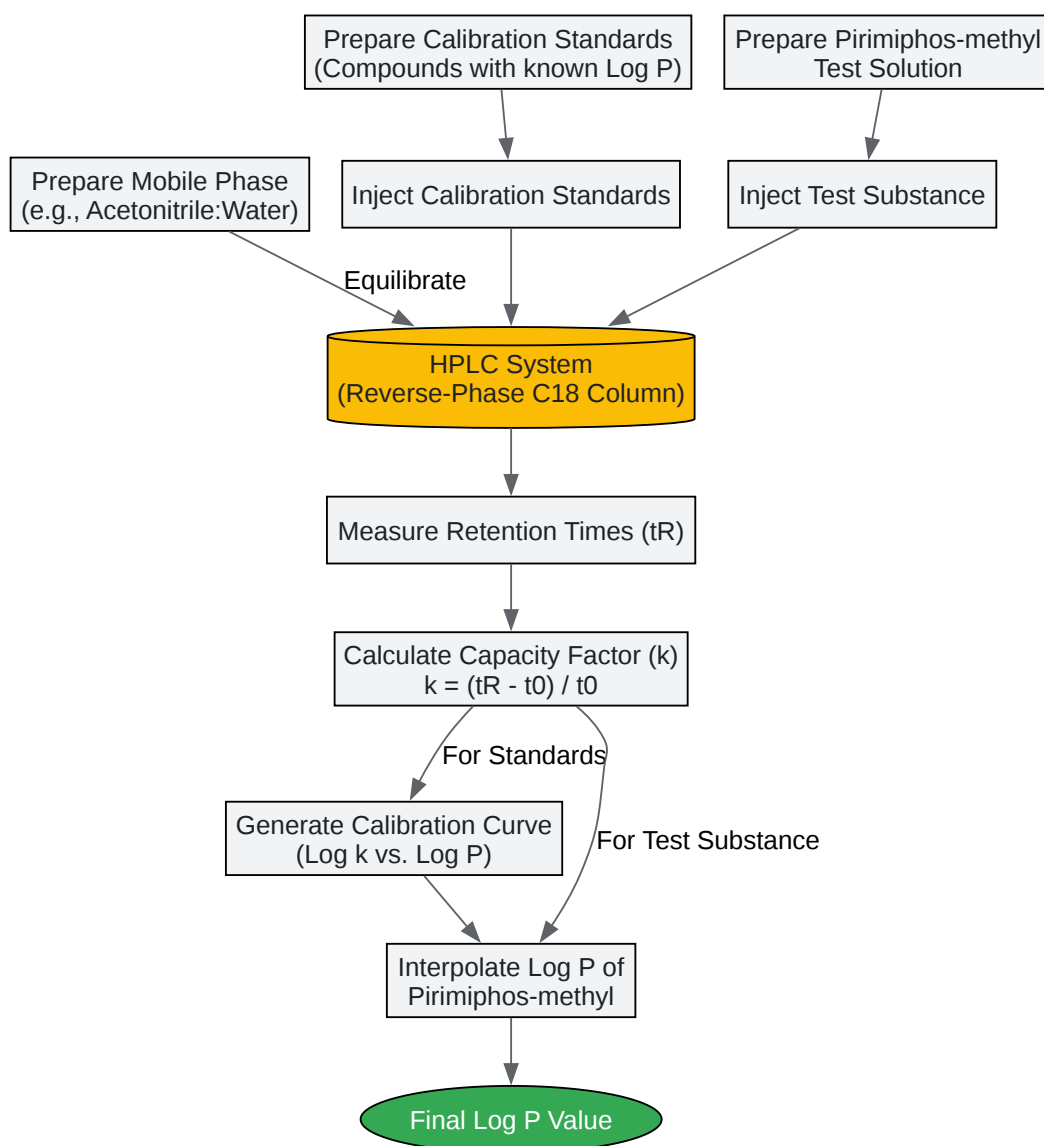 Prepare Calibration Standards
(Compounds with known Log P)
Prepare Pirimiphos-methyl
Test Solution
Prepare Mobile Phase
(e.g., Acetonitrile:Water)
Inject Calibration Standards
Inject Test Substance
Equilibrate
HPLC System
(Reverse-Phase C18 Column)
Measure Retention Times (tR)
Calculate Capacity Factor (k)
k = (tR - t0) / t0
For Standards
Generate Calibration Curve
(Log k vs. Log P)
For Test Substance
Interpolate Log P of
Pirimiphos-methyl
Final Log P Value